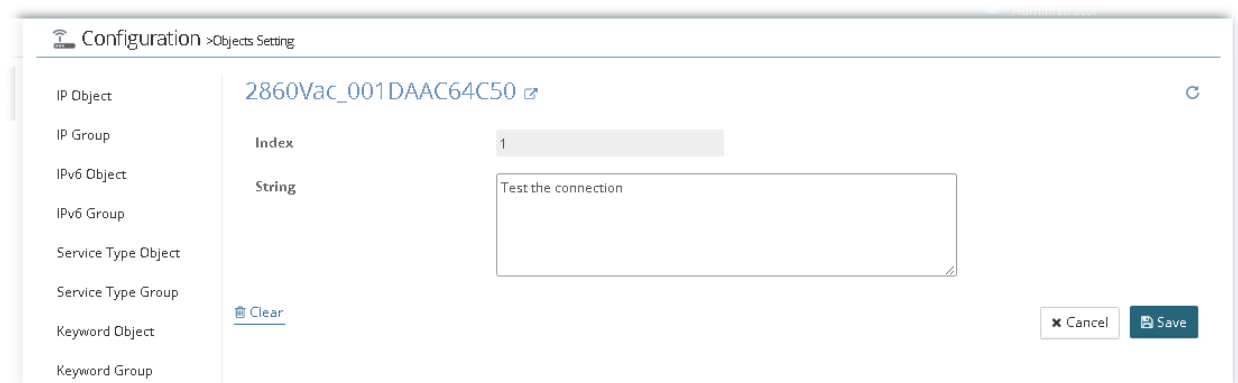 Administrator
Configuration >Objects Setting
IP Object
IP Group
IPv6 Object
IPv6 Group
Service Type Object
Service Type Group
Keyword Object
Keyword Group
2860Vac_001DAAC64C50
Index
1
String
Test the connection
Clear
Cancel
Save